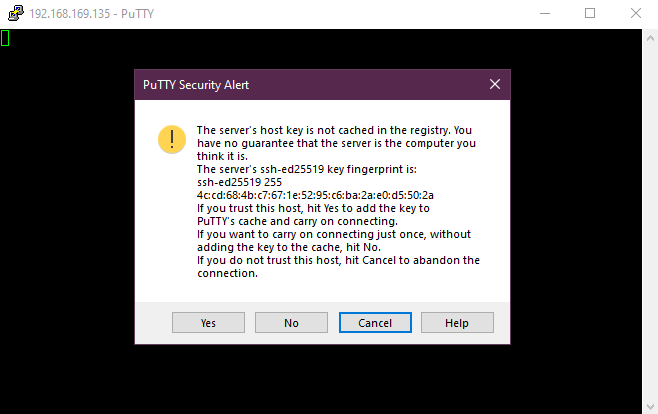 192.168.169.135 - PuTTY
PuTTY Security Alert
The server's host key is not cached in the registry. You
have no guarantee that the server is the computer you
think it is.
The server's ssh-ed25519 key fingerprint is:
ssh-ed25519 255
4c:cd:68:4b:c7:67:1e:52:95:c6:ba:2a:e0:d5:50:2a
If you trust this host, hit Yes to add the key to
PuTTY's cache and carry on connecting.
If you want to carry on connecting just once, without
adding the key to the cache, hit No.
If you do not trust this host, hit Cancel to abandon the
connection.
Yes
No
Cancel
Help